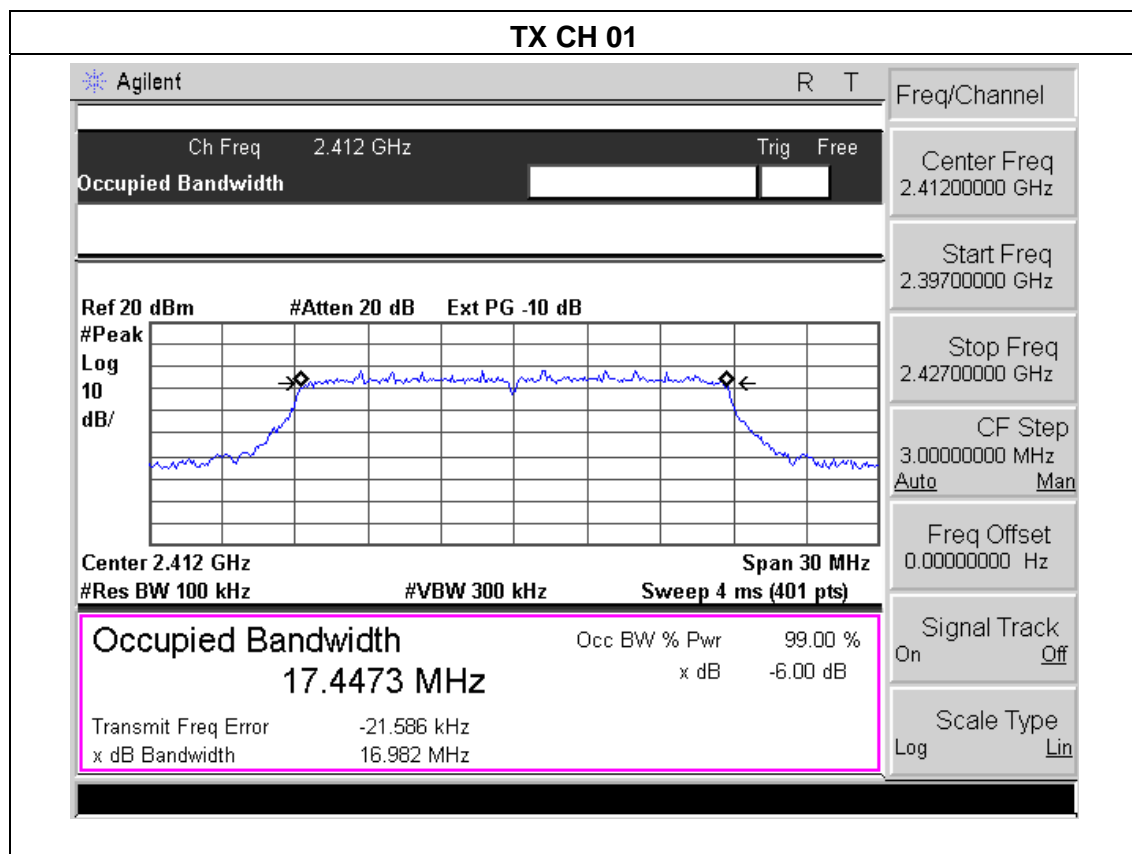 TX CH 01
Agilent R T
Ch Freq 2.412 GHz Trig Free
Occupied Bandwidth
Ref 20 dBm #Atten 20 dB Ext PG -10 dB
#Peak
Log
10
dB/
Center 2.412 GHz Span 30 MHz
#Res BW 100 kHz #VBW 300 kHz Sweep 4 ms (401 pts)
Occupied Bandwidth Occ BW % Pwr 99.00 %
17.4473 MHz x dB -6.00 dB
Transmit Freq Error -21.586 kHz
x dB Bandwidth 16.982 MHz
Freq/Channel
Center Freq
2.41200000 GHz
Start Freq
2.39700000 GHz
Stop Freq
2.42700000 GHz
CF Step
3.00000000 MHz
Auto Man
Freq Offset
0.00000000 Hz
Signal Track
On Off
Scale Type
Log Lin